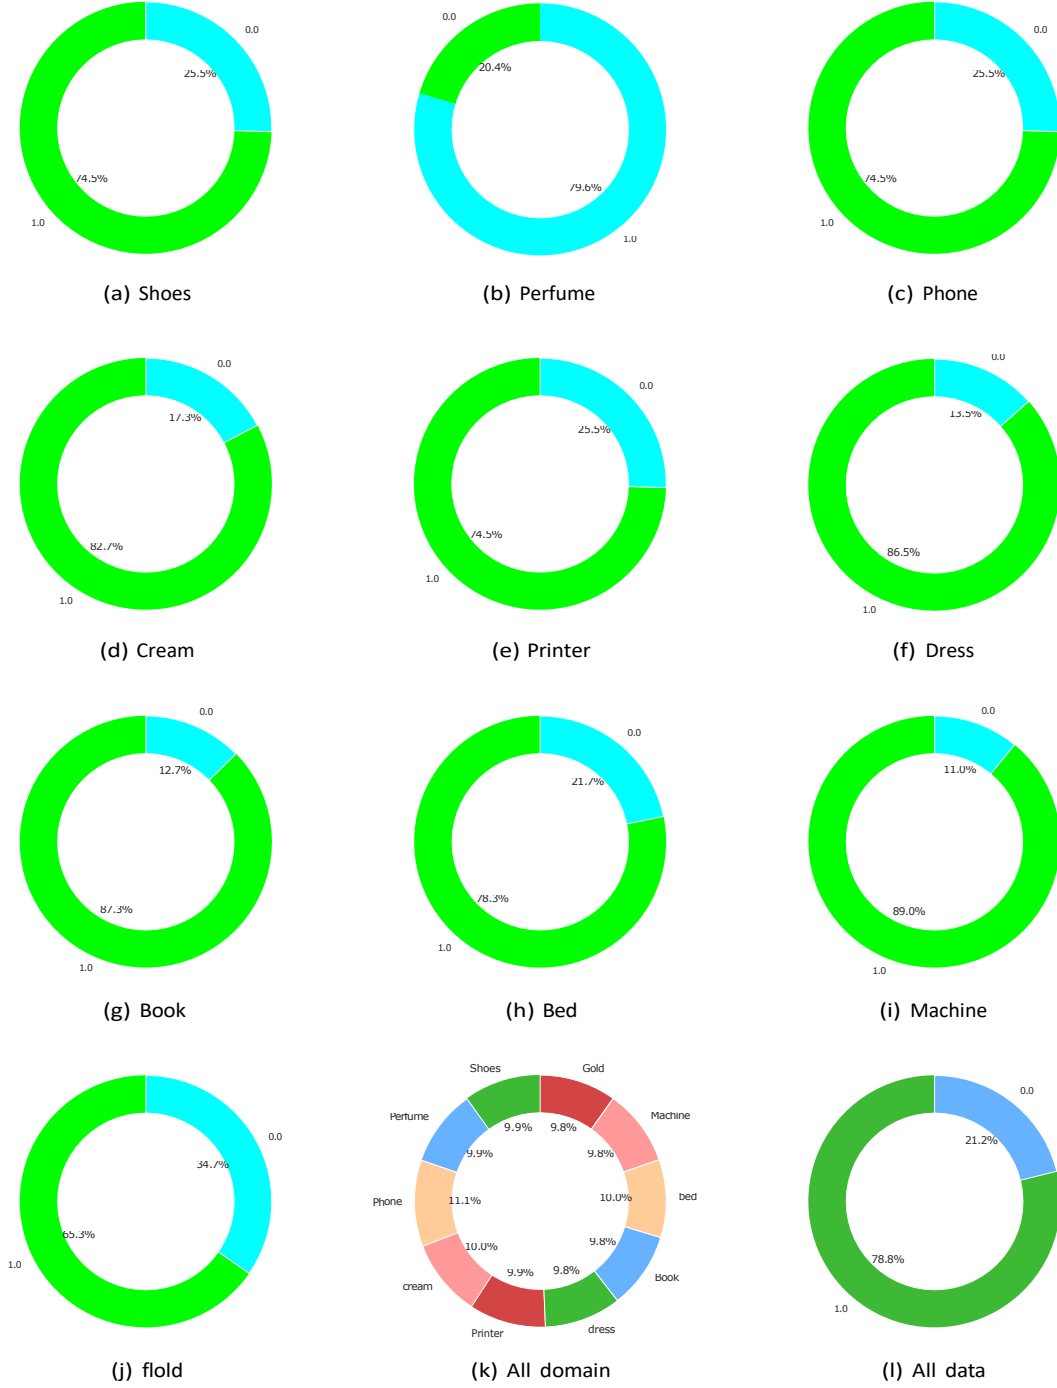 0.0
25.5%
74.5%
1.0
(a) Shoes
0.0
20.4%
79.6%
1.0
(b) Perfume
0.0
25.5%
74.5%
1.0
(c) Phone
0.0
17.3%
82.7%
1.0
(d) Cream
0.0
25.5%
74.5%
1.0
(e) Printer
0.0
13.5%
86.5%
1.0
(f) Dress
0.0
12.7%
87.3%
1.0
(g) Book
0.0
21.7%
78.3%
1.0
(h) Bed
0.0
11.0%
89.0%
1.0
(i) Machine
0.0
34.7%
65.3%
1.0
(j) flold
Shoes
Gold
Perfume
Machine
9.9%
9.8%
9.9%
9.8%
Phone
11.1%
10.0%
bed
10.0%
9.8%
9.9%
9.8%
cream
Book
Printer
dress
(k) All domain
0.0
21.2%
78.8%
1.0
(l) All data